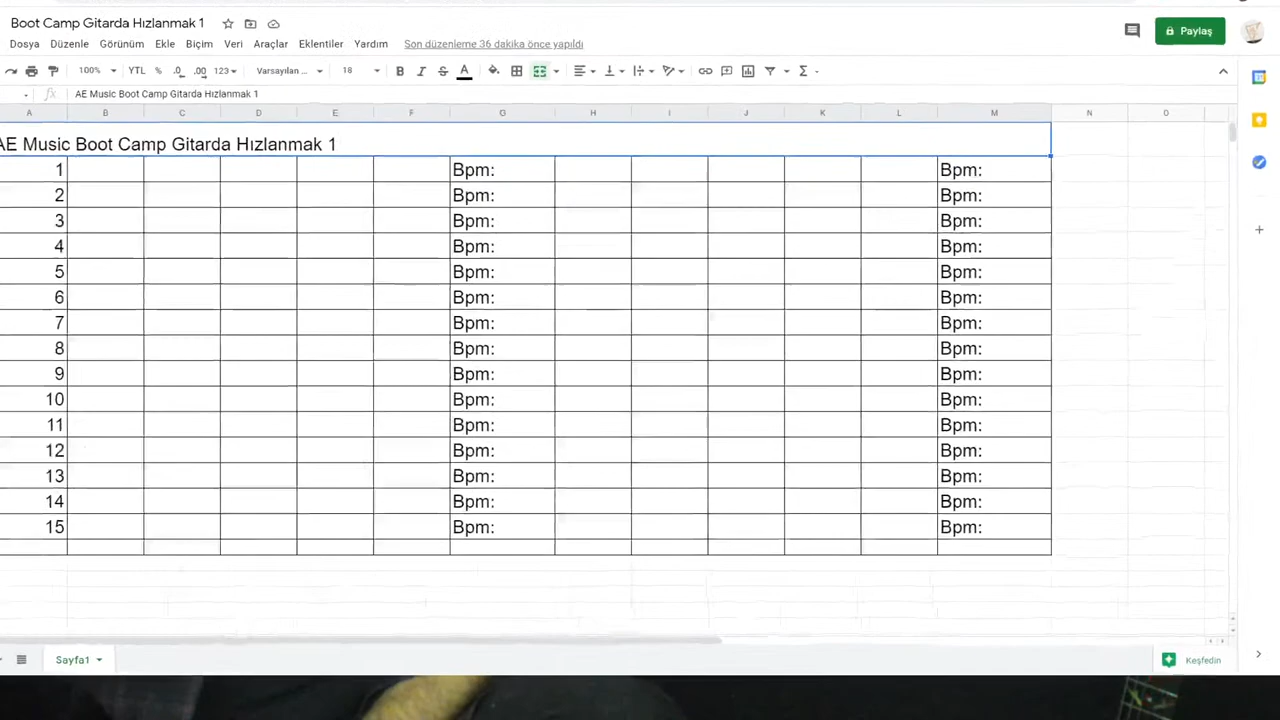 Boot Camp Gitarda Hızlanmak 1
Dosya Düzenle Görünüm Ekle Biçim Veri Araçlar Eklentiler Yardım Son düzenleme 36 dakika önce yapıldı
Paylaş
100% YTL % .0 .00 123 Varsayılan ... 18 B I S A
fx AE Music Boot Camp Gitarda Hızlanmak 1
A B C D E F G H I J K L M N O
AE Music Boot Camp Gitarda Hızlanmak 1
1 Bpm: Bpm:
2 Bpm: Bpm:
3 Bpm: Bpm:
4 Bpm: Bpm:
5 Bpm: Bpm:
6 Bpm: Bpm:
7 Bpm: Bpm:
8 Bpm: Bpm:
9 Bpm: Bpm:
10 Bpm: Bpm:
11 Bpm: Bpm:
12 Bpm: Bpm:
13 Bpm: Bpm:
14 Bpm: Bpm:
15 Bpm: Bpm:
Sayfa1
Keşfedin